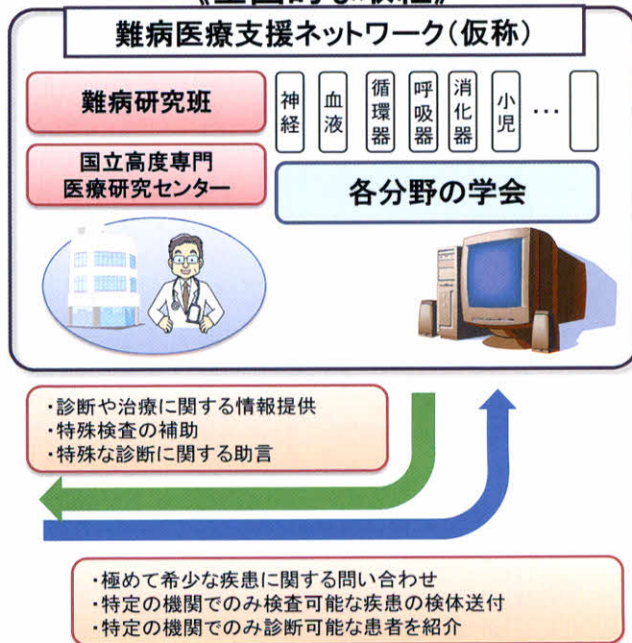 難病医療支援ネットワーク（仮称）
難病研究班
国立高度専門
医療研究センター
神経
血液
循環器
呼吸器
消化器
小児
…
各分野の学会
・診断や治療に関する情報提供
・特殊検査の補助
・特殊な診断に関する助言
・極めて希少な疾患に関する問い合わせ
・特定の機関でのみ検査可能な疾患の検体送付
・特定の機関でのみ診断可能な患者を紹介